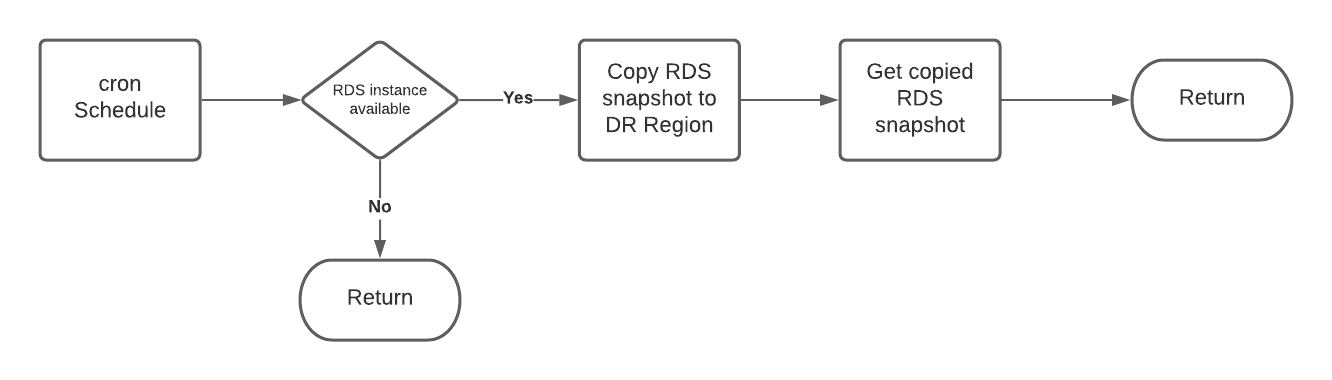 cron
Schedule
RDS instance
available
Yes
Copy RDS
snapshot to
DR Region
Get copied
RDS
snapshot
Return
No
Return